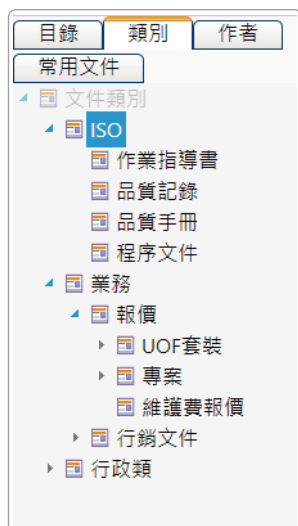 目錄 類別 作者
常用文件
文件類別
ISO
作業指導書
品質記錄
品質手冊
程序文件
業務
報價
UOF套裝
專案
維護費報價
行銷文件
行政類